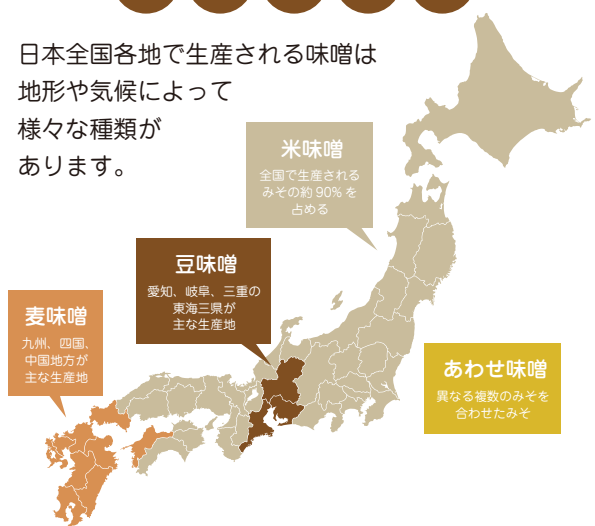 日本全国各地で生産される味噌は
地形や気候によって
様々な種類が
あります。
米味噌
全国で生産される
みその約 90% を
占める
豆味噌
愛知、岐阜、三重の
東海三県が
主な生産地
麦味噌
九州、四国、
中国地方が
主な生産地
あわせ味噌
異なる複数のみそを
合わせたみそ